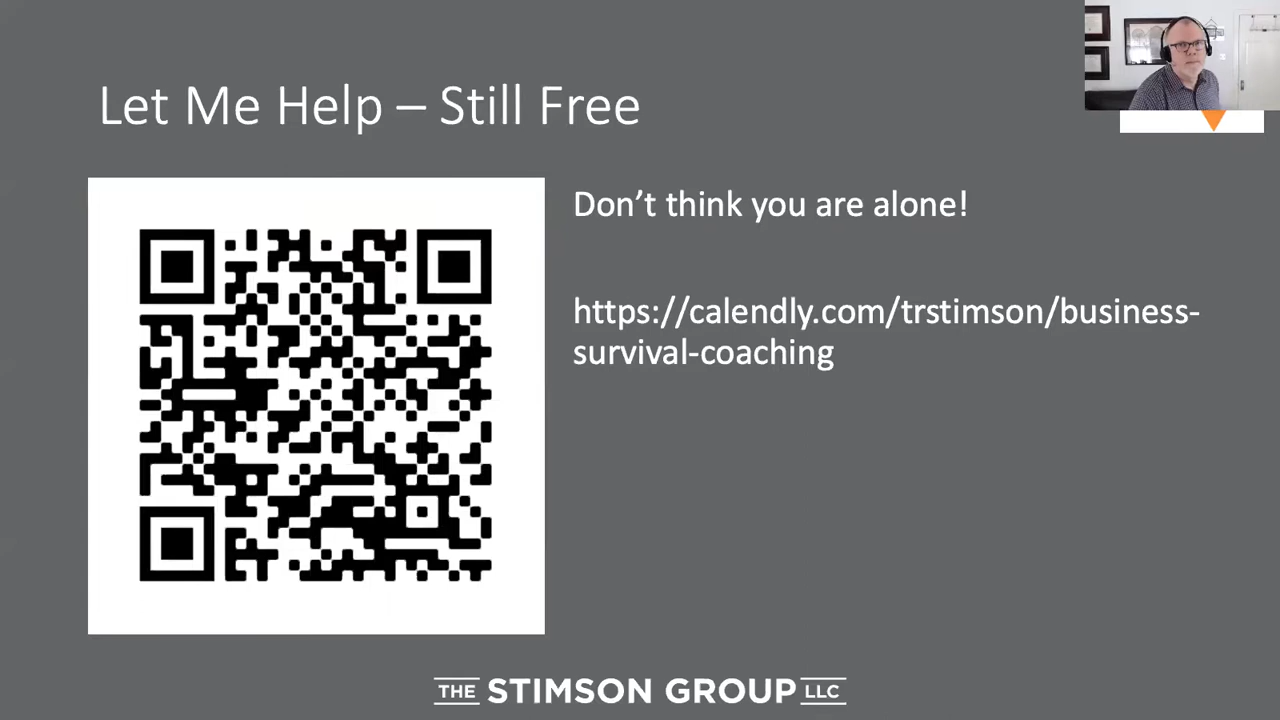 Let Me Help – Still Free
Don’t think you are alone!
https://calendly.com/trstimson/business-
survival-coaching
THE STIMSON GROUP LLC